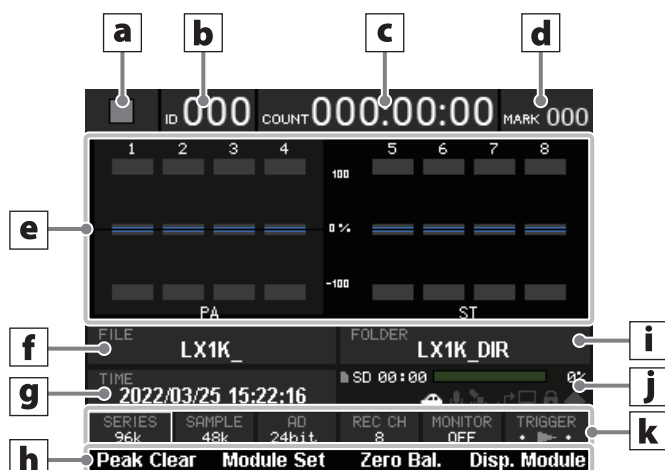 a b c d
ID 000 COUNT 000.00:00 MARK 000
1 2 3 4 5 6 7 8
100
e
0%
-100
PA ST
f FILE LX1K_ FOLDER LX1K_DIR i
g TIME 2022/03/25 15:22:16 SD 00:00 0% j
SERIES SAMPLE AD REC CH MONITOR TRIGGER k
96k 48k 24bit 8 OFF
h Peak Clear Module Set Zero Bal. Disp. Module